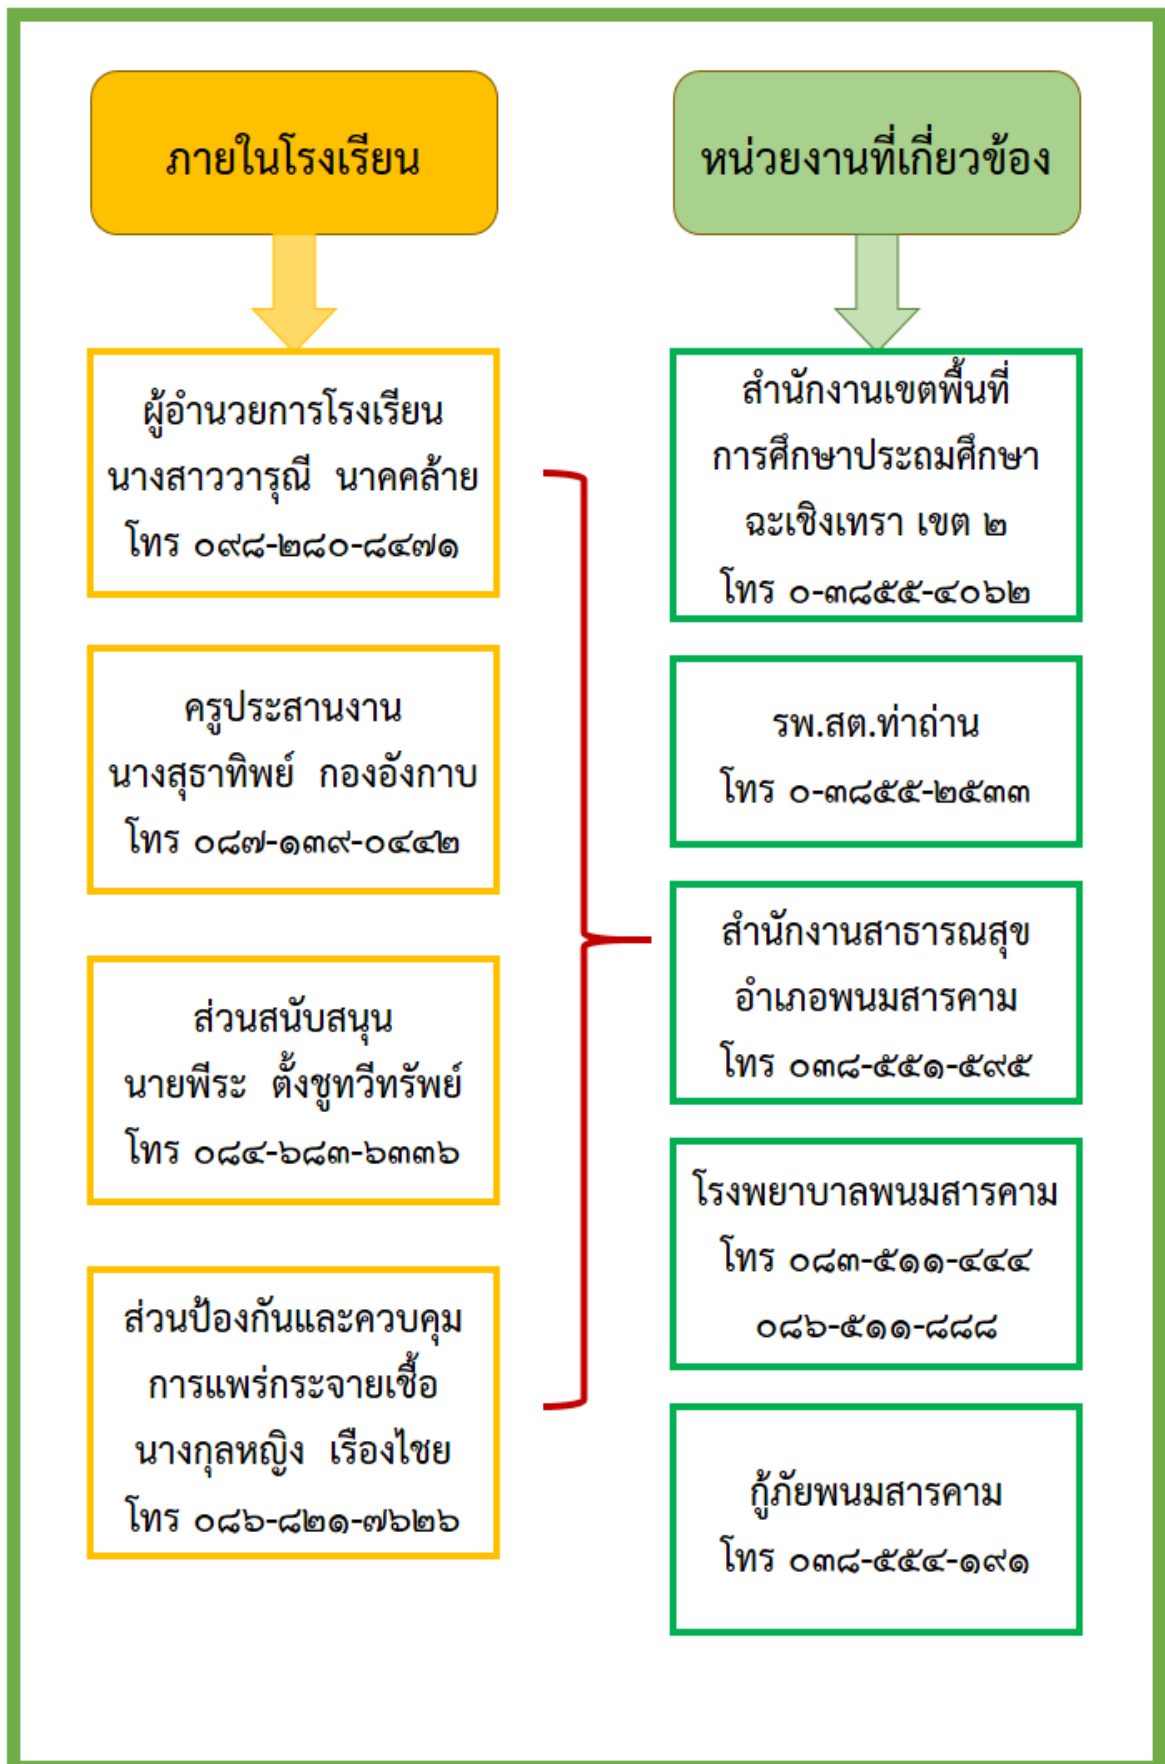 ภายในโรงเรียน
ผู้อำนวยการโรงเรียน
นางสาววารุณี นาคคล้าย
โทร ๐๙๘-๒๘๐-๘๔๗๑
ครูประสานงาน
นางสุธาทิพย์ กองอังกาบ
โทร ๐๘๗-๑๓๙-๐๔๔๒
ส่วนสนับสนุน
นายพีระ ตั้งชูทวีทรัพย์
โทร ๐๘๔-๖๘๓-๖๓๓๖
ส่วนป้องกันและควบคุม
การแพร่กระจายเชื้อ
นางกุลหญิง เรืองไชย
โทร ๐๘๖-๘๒๑-๗๖๒๖
หน่วยงานที่เกี่ยวข้อง
สำนักงานเขตพื้นที่
การศึกษาประถมศึกษา
ฉะเชิงเทรา เขต ๒
โทร ๐-๓๘๕๕-๔๐๖๒
รพ.สต.ท่าถ่าน
โทร ๐-๓๘๕๕-๒๕๓๓
สำนักงานสาธารณสุข
อำเภอพนมสารคาม
โทร ๐๓๘-๕๕๑-๕๙๕
โรงพยาบาลพนมสารคาม
โทร ๐๘๓-๕๑๑-๔๔๔
๐๘๖-๕๑๑-๘๘๘
กู้ภัยพนมสารคาม
โทร ๐๓๘-๕๕๔-๑๙๑